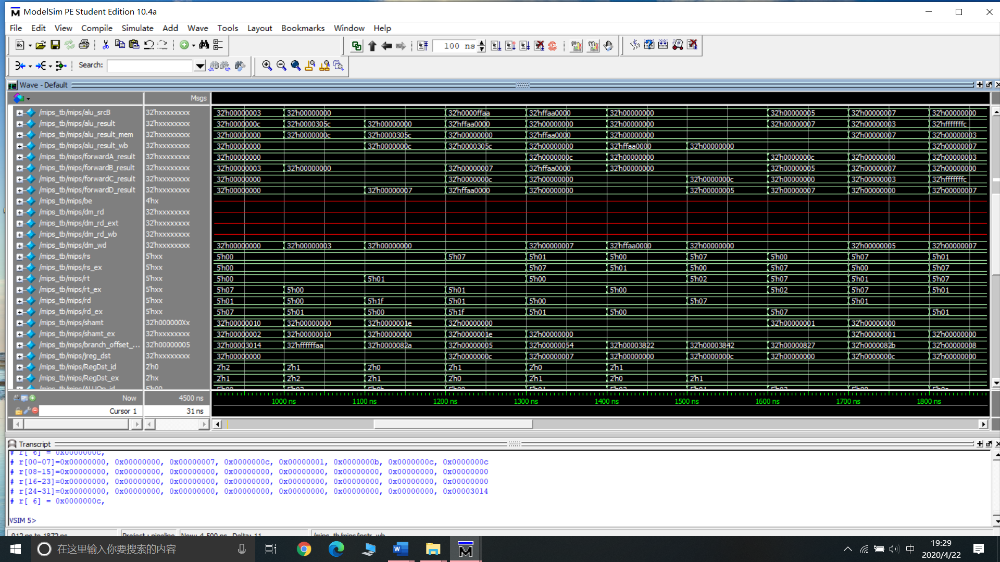 ModelSim PE Student Edition 10.4a
File Edit View Simulate Compile Simulate Add Wave Tools Layout Bookmarks Window Help
100 ns
Search:
Wave - Default
Msgs
/mips_tb/mips/alu_srcB 32'hxxxxxxxx 32'h00000003 32'h00000000 32'h0000ffaa 32'hffaa0000 32'h00000000 32'h00000005 32'h00000007 32'h00000000
/mips_tb/mips/alu_result 32'hxxxxxxxx 32'h0000000c 32'h0000305c 32'h00000000 32'hffaa0000 32'h00000000 32'h00000000 32'h00000007 32'h00000003 32'hfffffffc
/mips_tb/mips/alu_result_mem 32'hxxxxxxxx 32'h00000000 32'h0000000c 32'h0000305c 32'h00000000 32'hffaa0000 32'h00000000 32'h00000007 32'h00000003
/mips_tb/mips/alu_result_wb 32'hxxxxxxxx 32'h00000000 32'h0000000c 32'h0000305c 32'h00000000 32'hffaa0000 32'h00000000 32'h00000007
/mips_tb/mips/forwardA_result 32'hxxxxxxxx 32'h00000000 32'h0000000c 32'h00000000 32'h0000000c 32'h00000000 32'h00000003
/mips_tb/mips/forwardB_result 32'hxxxxxxxx 32'h00000003 32'h00000000 32'h00000007 32'hffaa0000 32'h00000000 32'h00000005 32'h00000007 32'h00000000
/mips_tb/mips/forwardC_result 32'hxxxxxxxx 32'h00000000 32'h0000000c 32'h00000000 32'h0000000c 32'h00000000 32'h00000003 32'hfffffffc
/mips_tb/mips/forwardD_result 32'hxxxxxxxx 32'h00000000 32'h00000007 32'hffaa0000 32'h00000000 32'h00000005 32'h00000007 32'h00000000 32'h00000007
/mips_tb/mips/be 4'hx
/mips_tb/mips/dm_rd 32'hxxxxxxxx
/mips_tb/mips/dm_rd_ext 32'hxxxxxxxx
/mips_tb/mips/dm_rd_wb 32'hxxxxxxxx
/mips_tb/mips/dm_wd 32'hxxxxxxxx 32'h00000000 32'h00000003 32'h00000000 32'h00000007 32'hffaa0000 32'h00000000 32'h00000005 32'h00000007
/mips_tb/mips/rs 5'hxx 5'h00 5'h07 5'h01 5'h00 5'h07 5'h00 5'h07 5'h01
/mips_tb/mips/rs_ex 5'hxx 5'h00 5'h07 5'h01 5'h00 5'h07 5'h00 5'h07
/mips_tb/mips/rt 5'hxx 5'h00 5'h01 5'h00 5'h02 5'h07 5'h01 5'h07
/mips_tb/mips/rt_ex 5'hxx 5'h07 5'h00 5'h01 5'h00 5'h02 5'h07 5'h01
/mips_tb/mips/rd 5'hxx 5'h01 5'h00 5'h1f 5'h01 5'h00 5'h07 5'h01
/mips_tb/mips/rd_ex 5'hxx 5'h07 5'h01 5'h00 5'h1f 5'h01 5'h00 5'h07 5'h01
/mips_tb/mips/shamt 32'h000000Xx 32'h00000010 32'h00000000 32'h0000001e 32'h00000000 32'h00000001 32'h00000000
/mips_tb/mips/shamt_ex 32'hxxxxxxxx 32'h00000002 32'h00000010 32'h00000000 32'h0000001e 32'h00000000 32'h00000001 32'h00000000
/mips_tb/mips/branch_offset_... 32'h00000005 32'h00003014 32'hffffffaa 32'h0000082a 32'h00000005 32'h00000054 32'h00003822 32'h00003842 32'h00000827 32'h0000082b 32'h00000008
/mips_tb/mips/jreg_dst 32'hxxxxxxxx 32'h00000000 32'h0000000c 32'h00000007 32'h00000000 32'h0000000c 32'h00000000 32'h0000000c 32'h00000000
/mips_tb/mips/RegDst_id 2'h0 2'h2 2'h1 2'h0 2'h1 2'h0 2'h1
/mips_tb/mips/RegDst_ex 2'hx 2'h1 2'h2 2'h1 2'h0 2'h1 2'h0 2'h1
Now 4500 ns 1000 ns 1100 ns 1200 ns 1300 ns 1400 ns 1500 ns 1600 ns 1700 ns 1800 ns
Cursor 1 31 ns
Transcript
# r[ 6] = 0x0000000c,
# r[00-07]=0x00000000, 0x00000000, 0x00000007, 0x0000000c, 0x00000001, 0x0000000b, 0x0000000c, 0x0000000c
# r[08-15]=0x00000000, 0x00000000, 0x00000000, 0x00000000, 0x00000000, 0x00000000, 0x00000000, 0x00000000
# r[16-23]=0x00000000, 0x00000000, 0x00000000, 0x00000000, 0x00000000, 0x00000000, 0x00000000, 0x00000000
# r[24-31]=0x00000000, 0x00000000, 0x00000000, 0x00000000, 0x00000000, 0x00000000, 0x00000000, 0x00003014
# r[ 6] = 0x0000000c,
VSIM 5>
912 ns to 1872 ns Project : pipeline Now: 4,500 ns Delta: 11 /mips_tb/mips/instr_wb
在这里输入你要搜索的内容
中
19:29
2020/4/22